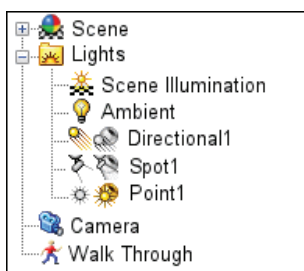 Scene
Lights
Scene Illumination
Ambient
Directional1
Spot1
Point1
Camera
Walk Through